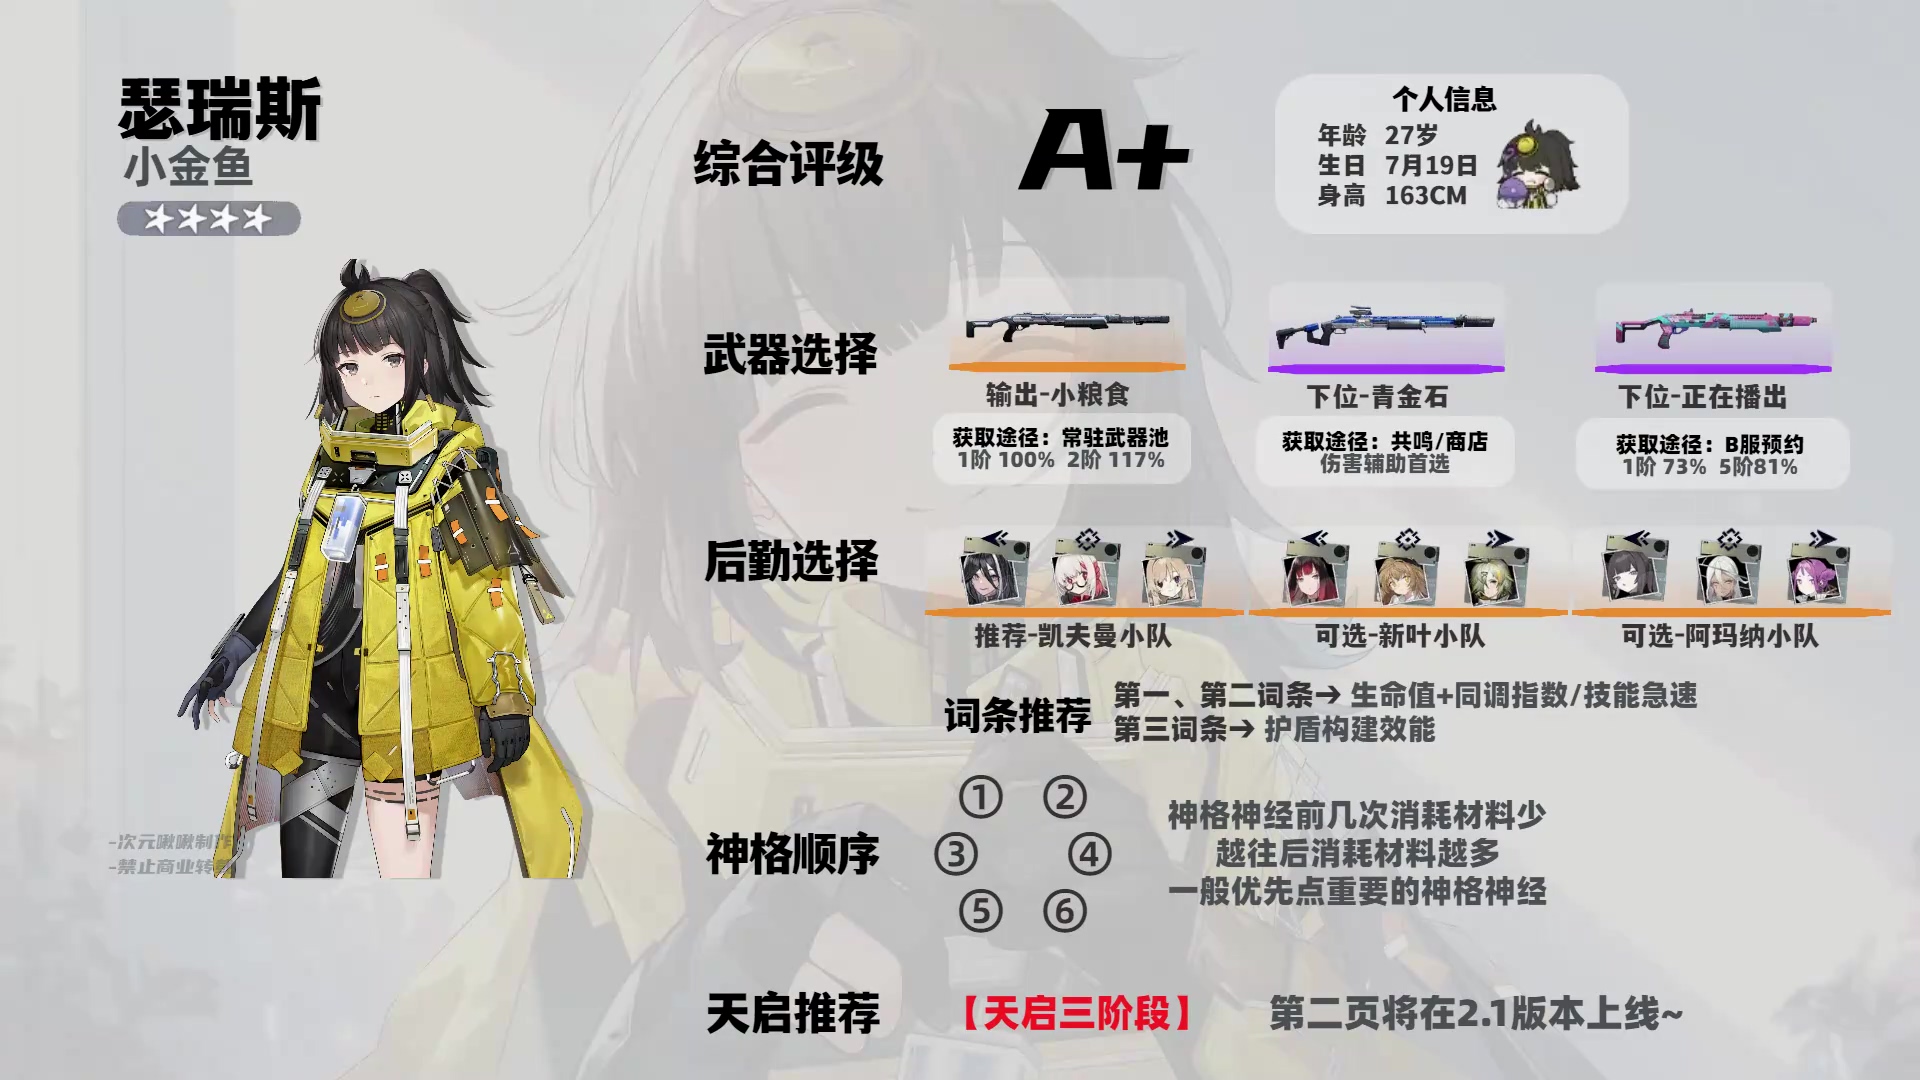 瑟瑞斯
小金鱼
综合评级
A+
个人信息
年龄 27岁
生日 7月19日
身高 163CM
武器选择
输出-小粮食
获取途径：常驻武器池
1阶 100% 2阶 117%
下位-青金石
获取途径：共鸣/商店
伤害辅助首选
下位-正在播出
获取途径：B服预约
1阶 73% 5阶81%
后勤选择
推荐-凯夫曼小队
可选-新叶小队
可选-阿玛纳小队
词条推荐
第一、第二词条→ 生命值+同调指数/技能急速
第三词条→ 护盾构建效能
神格顺序
① ②
③ ④
⑤ ⑥
神格神经前几次消耗材料少
越往后消耗材料越多
一般优先点重要的神格神经
-次元啾啾制作
-禁止商业转
天启推荐
【天启三阶段】
第二页将在2.1版本上线~